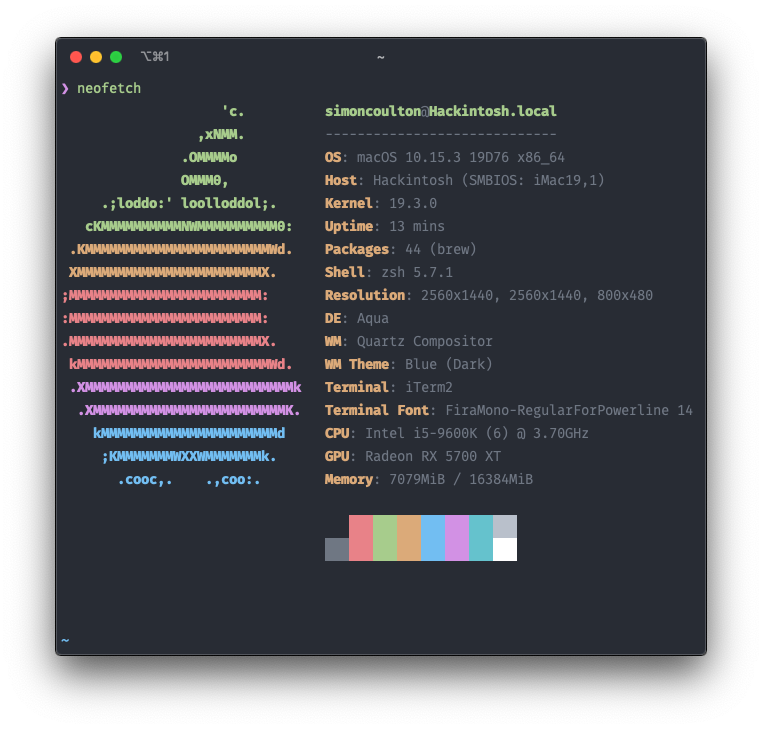 ⌥⌘1
~
❯ neofetch
                    'c.          simoncoulton@Hackintosh.local
                 ,xNMM.          -----------------------------
               .OMMMMo           OS: macOS 10.15.3 19D76 x86_64
               OMMM0,            Host: Hackintosh (SMBIOS: iMac19,1)
     .;loddo:' loolloddol;.      Kernel: 19.3.0
   cKMMMMMMMMMMNWMMMMMMMMMM0:    Uptime: 13 mins
 .KMMMMMMMMMMMMMMMMMMMMMMMWd.    Packages: 44 (brew)
 XMMMMMMMMMMMMMMMMMMMMMMMX.      Shell: zsh 5.7.1
;MMMMMMMMMMMMMMMMMMMMMMMM:       Resolution: 2560x1440, 2560x1440, 800x480
:MMMMMMMMMMMMMMMMMMMMMMMM:       DE: Aqua
.MMMMMMMMMMMMMMMMMMMMMMMMX.      WM: Quartz Compositor
 kMMMMMMMMMMMMMMMMMMMMMMMMWd.    WM Theme: Blue (Dark)
 .XMMMMMMMMMMMMMMMMMMMMMMMMMMk   Terminal: iTerm2
  .XMMMMMMMMMMMMMMMMMMMMMMMMK.   Terminal Font: FiraMono-RegularForPowerline 14
    kMMMMMMMMMMMMMMMMMMMMMMd     CPU: Intel i5-9600K (6) @ 3.70GHz
     ;KMMMMMMMWXXWMMMMMMMk.      GPU: Radeon RX 5700 XT
       .cooc,.    .,coo:.        Memory: 7079MiB / 16384MiB
~